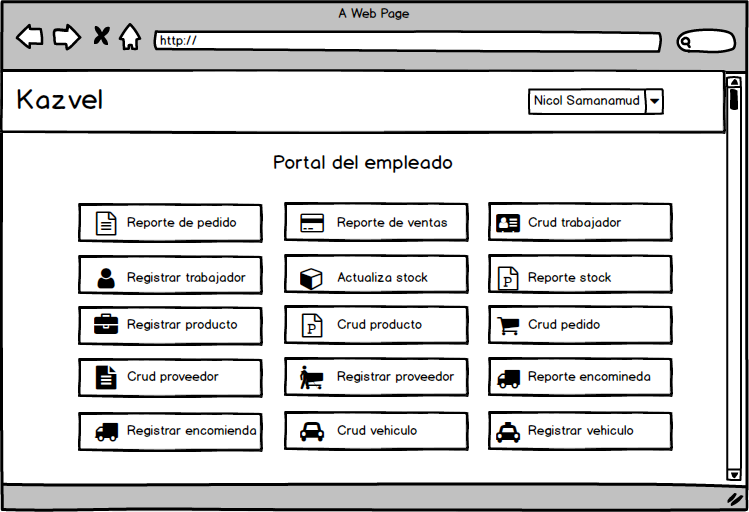 A Web Page
http://
Kazvel
Nicol Samanamud
Portal del empleado
Reporte de pedido
Reporte de ventas
Crud trabajador
Registrar trabajador
Actualiza stock
P
Reporte stock
Registrar producto
P
Crud producto
Crud pedido
Crud proveedor
Registrar proveedor
Reporte encomineda
Registrar encomienda
Crud vehiculo
Registrar vehiculo